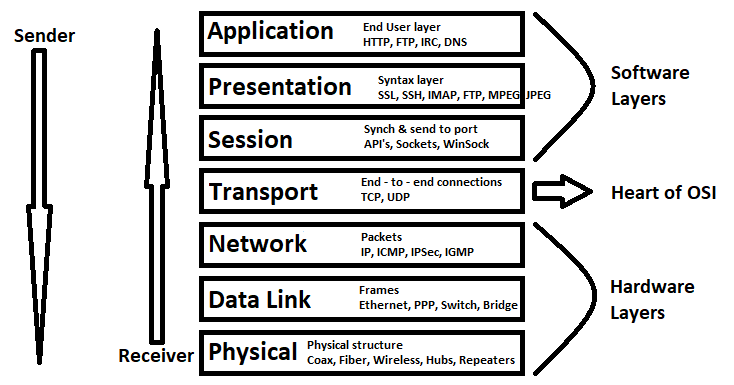 Sender
Application
End User layer
HTTP, FTP, IRC, DNS
Presentation
Syntax layer
SSL, SSH, IMAP, FTP, MPEG, JPEG
Session
Synch & send to port
API's, Sockets, WinSock
Software
Layers
Transport
End - to - end connections
TCP, UDP
Heart of OSI
Network
Packets
IP, ICMP, IPSec, IGMP
Data Link
Frames
Ethernet, PPP, Switch, Bridge
Hardware
Layers
Receiver
Physical
Physical structure
Coax, Fiber, Wireless, Hubs, Repeaters